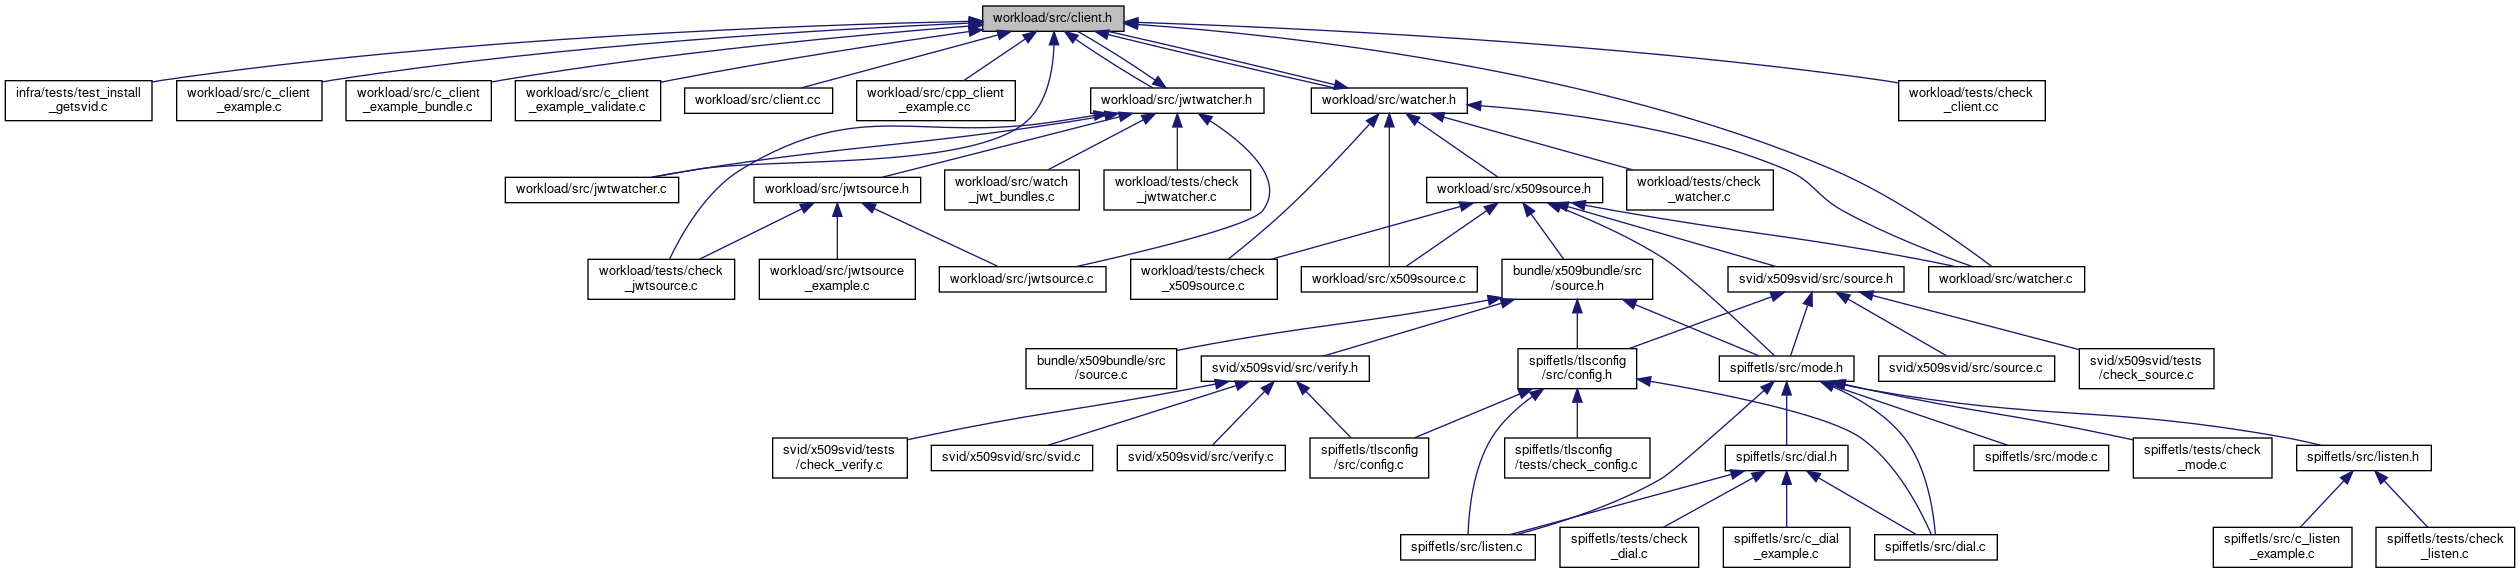 workload/src/client.h
infra/tests/test_install
_getsvid.c
workload/src/c_client
_example.c
workload/src/c_client
_example_bundle.c
workload/src/c_client
_example_validate.c
workload/src/client.cc
workload/src/cpp_client
_example.cc
workload/src/jwtwatcher.h
workload/src/watcher.h
workload/tests/check
_client.cc
workload/src/jwtwatcher.c
workload/src/jwtsource.h
workload/src/watch
_jwt_bundles.c
workload/tests/check
_jwtwatcher.c
workload/src/x509source.h
workload/tests/check
_watcher.c
workload/tests/check
_jwtsource.c
workload/src/jwtsource
_example.c
workload/src/jwtsource.c
workload/tests/check
_x509source.c
workload/src/x509source.c
bundle/x509bundle/src
/source.h
svid/x509svid/src/source.h
workload/src/watcher.c
bundle/x509bundle/src
/source.c
svid/x509svid/src/verify.h
spiffetls/tlsconfig
/src/config.h
spiffetls/src/mode.h
svid/x509svid/src/source.c
svid/x509svid/tests
/check_source.c
svid/x509svid/tests
/check_verify.c
svid/x509svid/src/svid.c
svid/x509svid/src/verify.c
spiffetls/tlsconfig
/src/config.c
spiffetls/tlsconfig
/tests/check_config.c
spiffetls/src/dial.h
spiffetls/src/mode.c
spiffetls/tests/check
_mode.c
spiffetls/src/listen.h
spiffetls/src/listen.c
spiffetls/tests/check
_dial.c
spiffetls/src/c_dial
_example.c
spiffetls/src/dial.c
spiffetls/src/c_listen
_example.c
spiffetls/tests/check
_listen.c